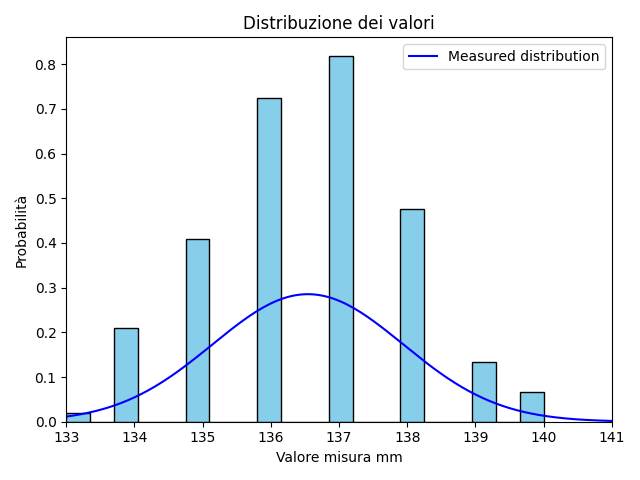 Distribuzione dei valori
Measured distribution
Probabilità
0.8
0.7
0.6
0.5
0.4
0.3
0.2
0.1
0.0
133 134 135 136 137 138 139 140 141
Valore misura mm